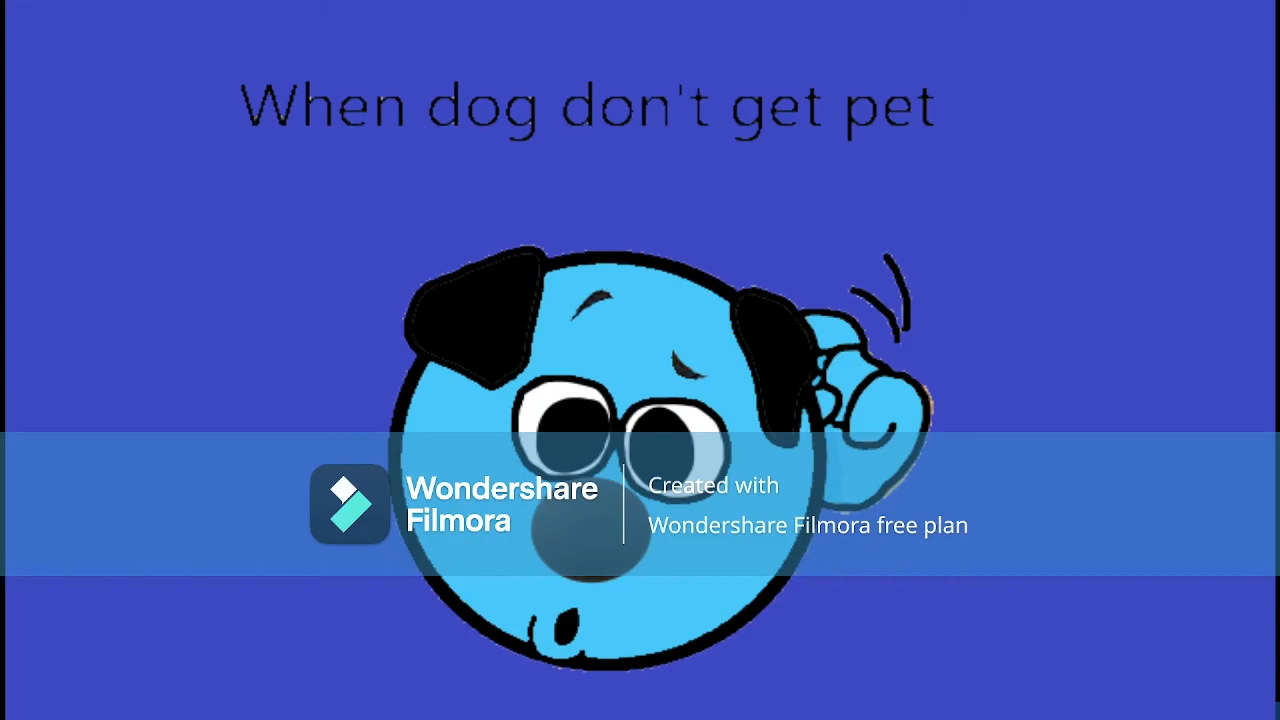 When dog don't get pet
Wondershare
Filmora
Created with
Wondershare Filmora free plan